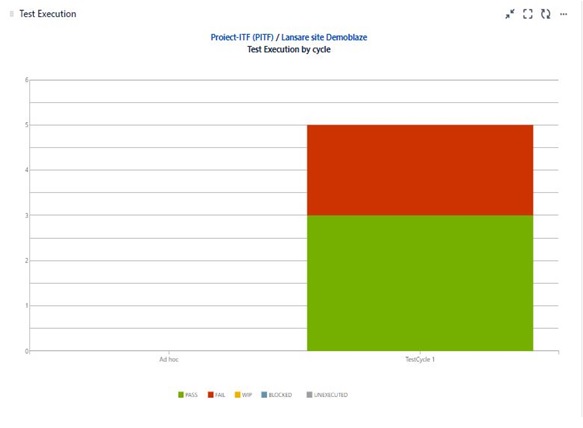 Test Execution
Proiect-ITF (PITF) / Lansare site Demoblaze
Test Execution by cycle
6
5
4
3
2
1
0
Ad hoc
TestCycle 1
PASS FAIL WIP BLOCKED UNEXECUTED